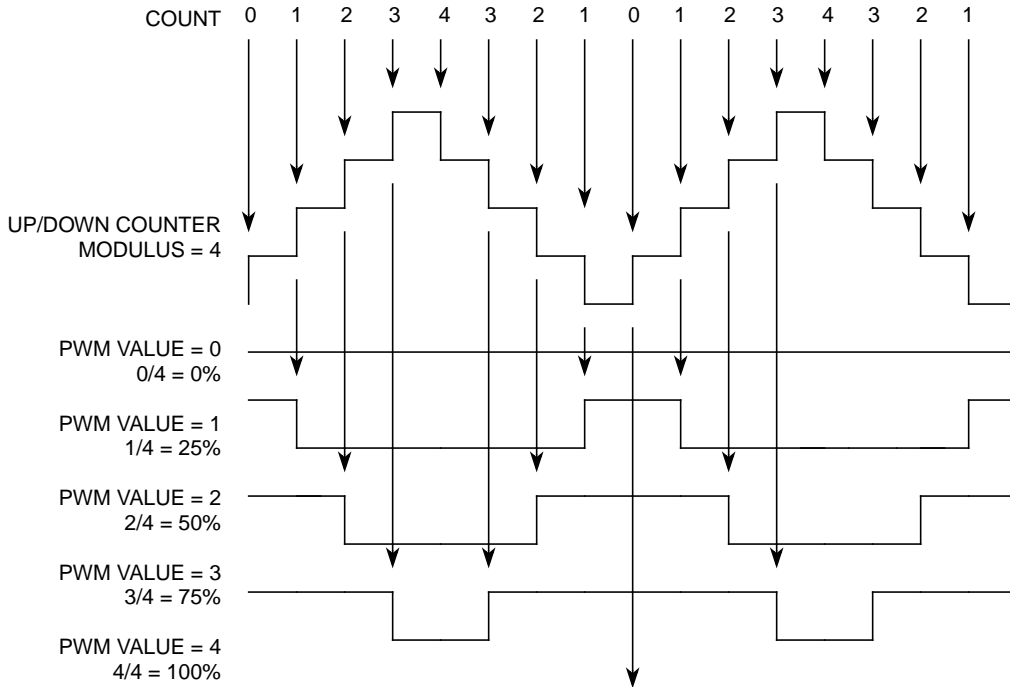 COUNT 0 1 2 3 4 3 2 1 0 1 2 3 4 3 2 1
UP/DOWN COUNTER
MODULUS = 4
PWM VALUE = 0
0/4 = 0%
PWM VALUE = 1
1/4 = 25%
PWM VALUE = 2
2/4 = 50%
PWM VALUE = 3
3/4 = 75%
PWM VALUE = 4
4/4 = 100%